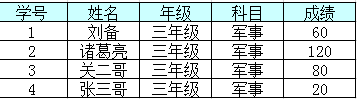 学号 姓名 年级 科目 成绩
1 刘备 三年级 军事 60
2 诸葛亮 三年级 军事 120
3 关二哥 三年级 军事 80
4 张三哥 三年级 军事 20